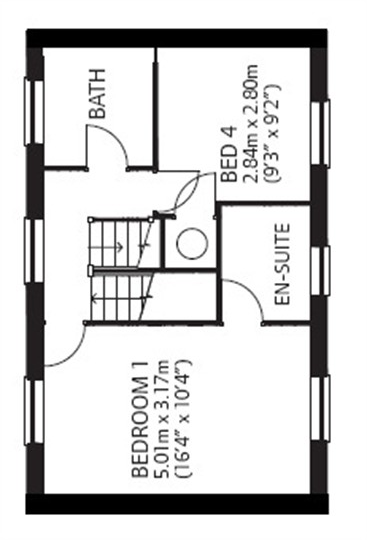 BATH
BED 4
2.84m x 2.80m
(9'3" x 9'2")
EN-SUITE
BEDROOM 1
5.01m x 3.17m
(16'4" x 10'4")